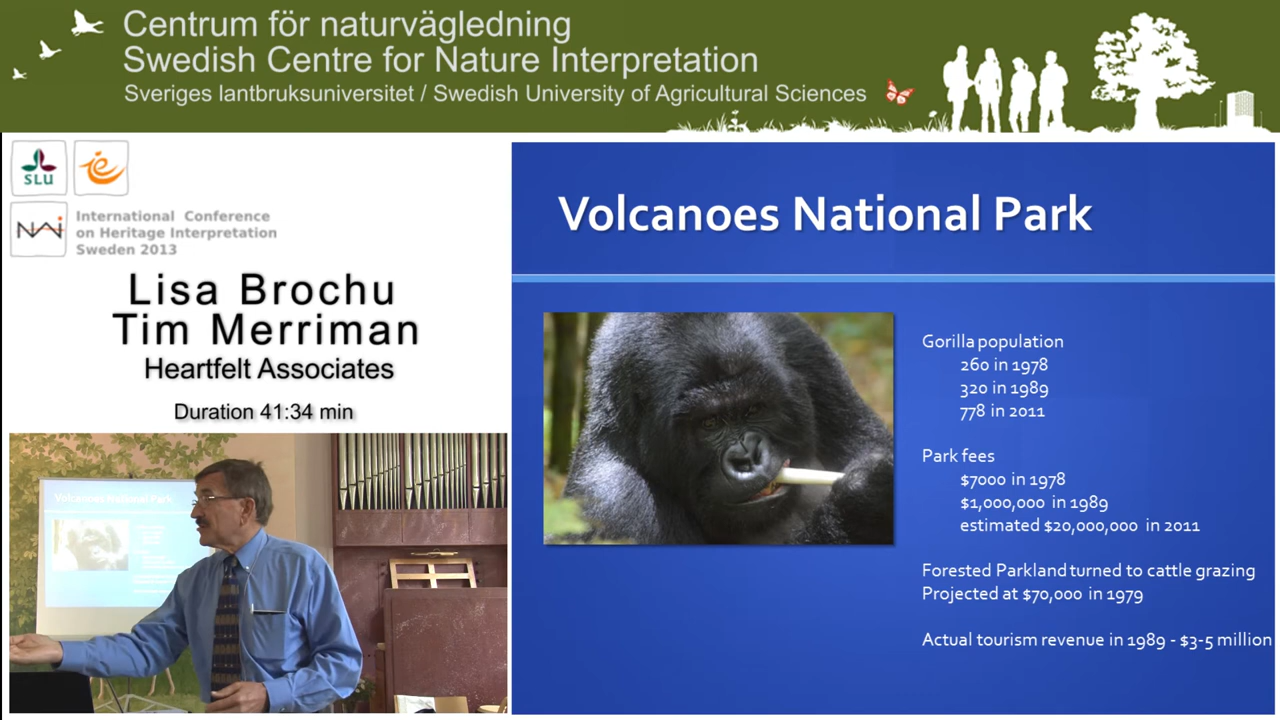 Centrum för naturvägledning
Swedish Centre for Nature Interpretation
Sveriges lantbruksuniversitet / Swedish University of Agricultural Sciences
SLU
ie
NAI
International Conference
on Heritage Interpretation
Sweden 2013
Lisa Brochu
Tim Merriman
Heartfelt Associates
Duration 41:34 min
Volcanoes National Park
Volcanoes National Park
Gorilla population
260 in 1978
320 in 1989
778 in 2011
Park fees
$7000 in 1978
$1,000,000 in 1989
estimated $20,000,000 in 2011
Forested Parkland turned to cattle grazing
Projected at $70,000 in 1979
Actual tourism revenue in 1989 - $3-5 million